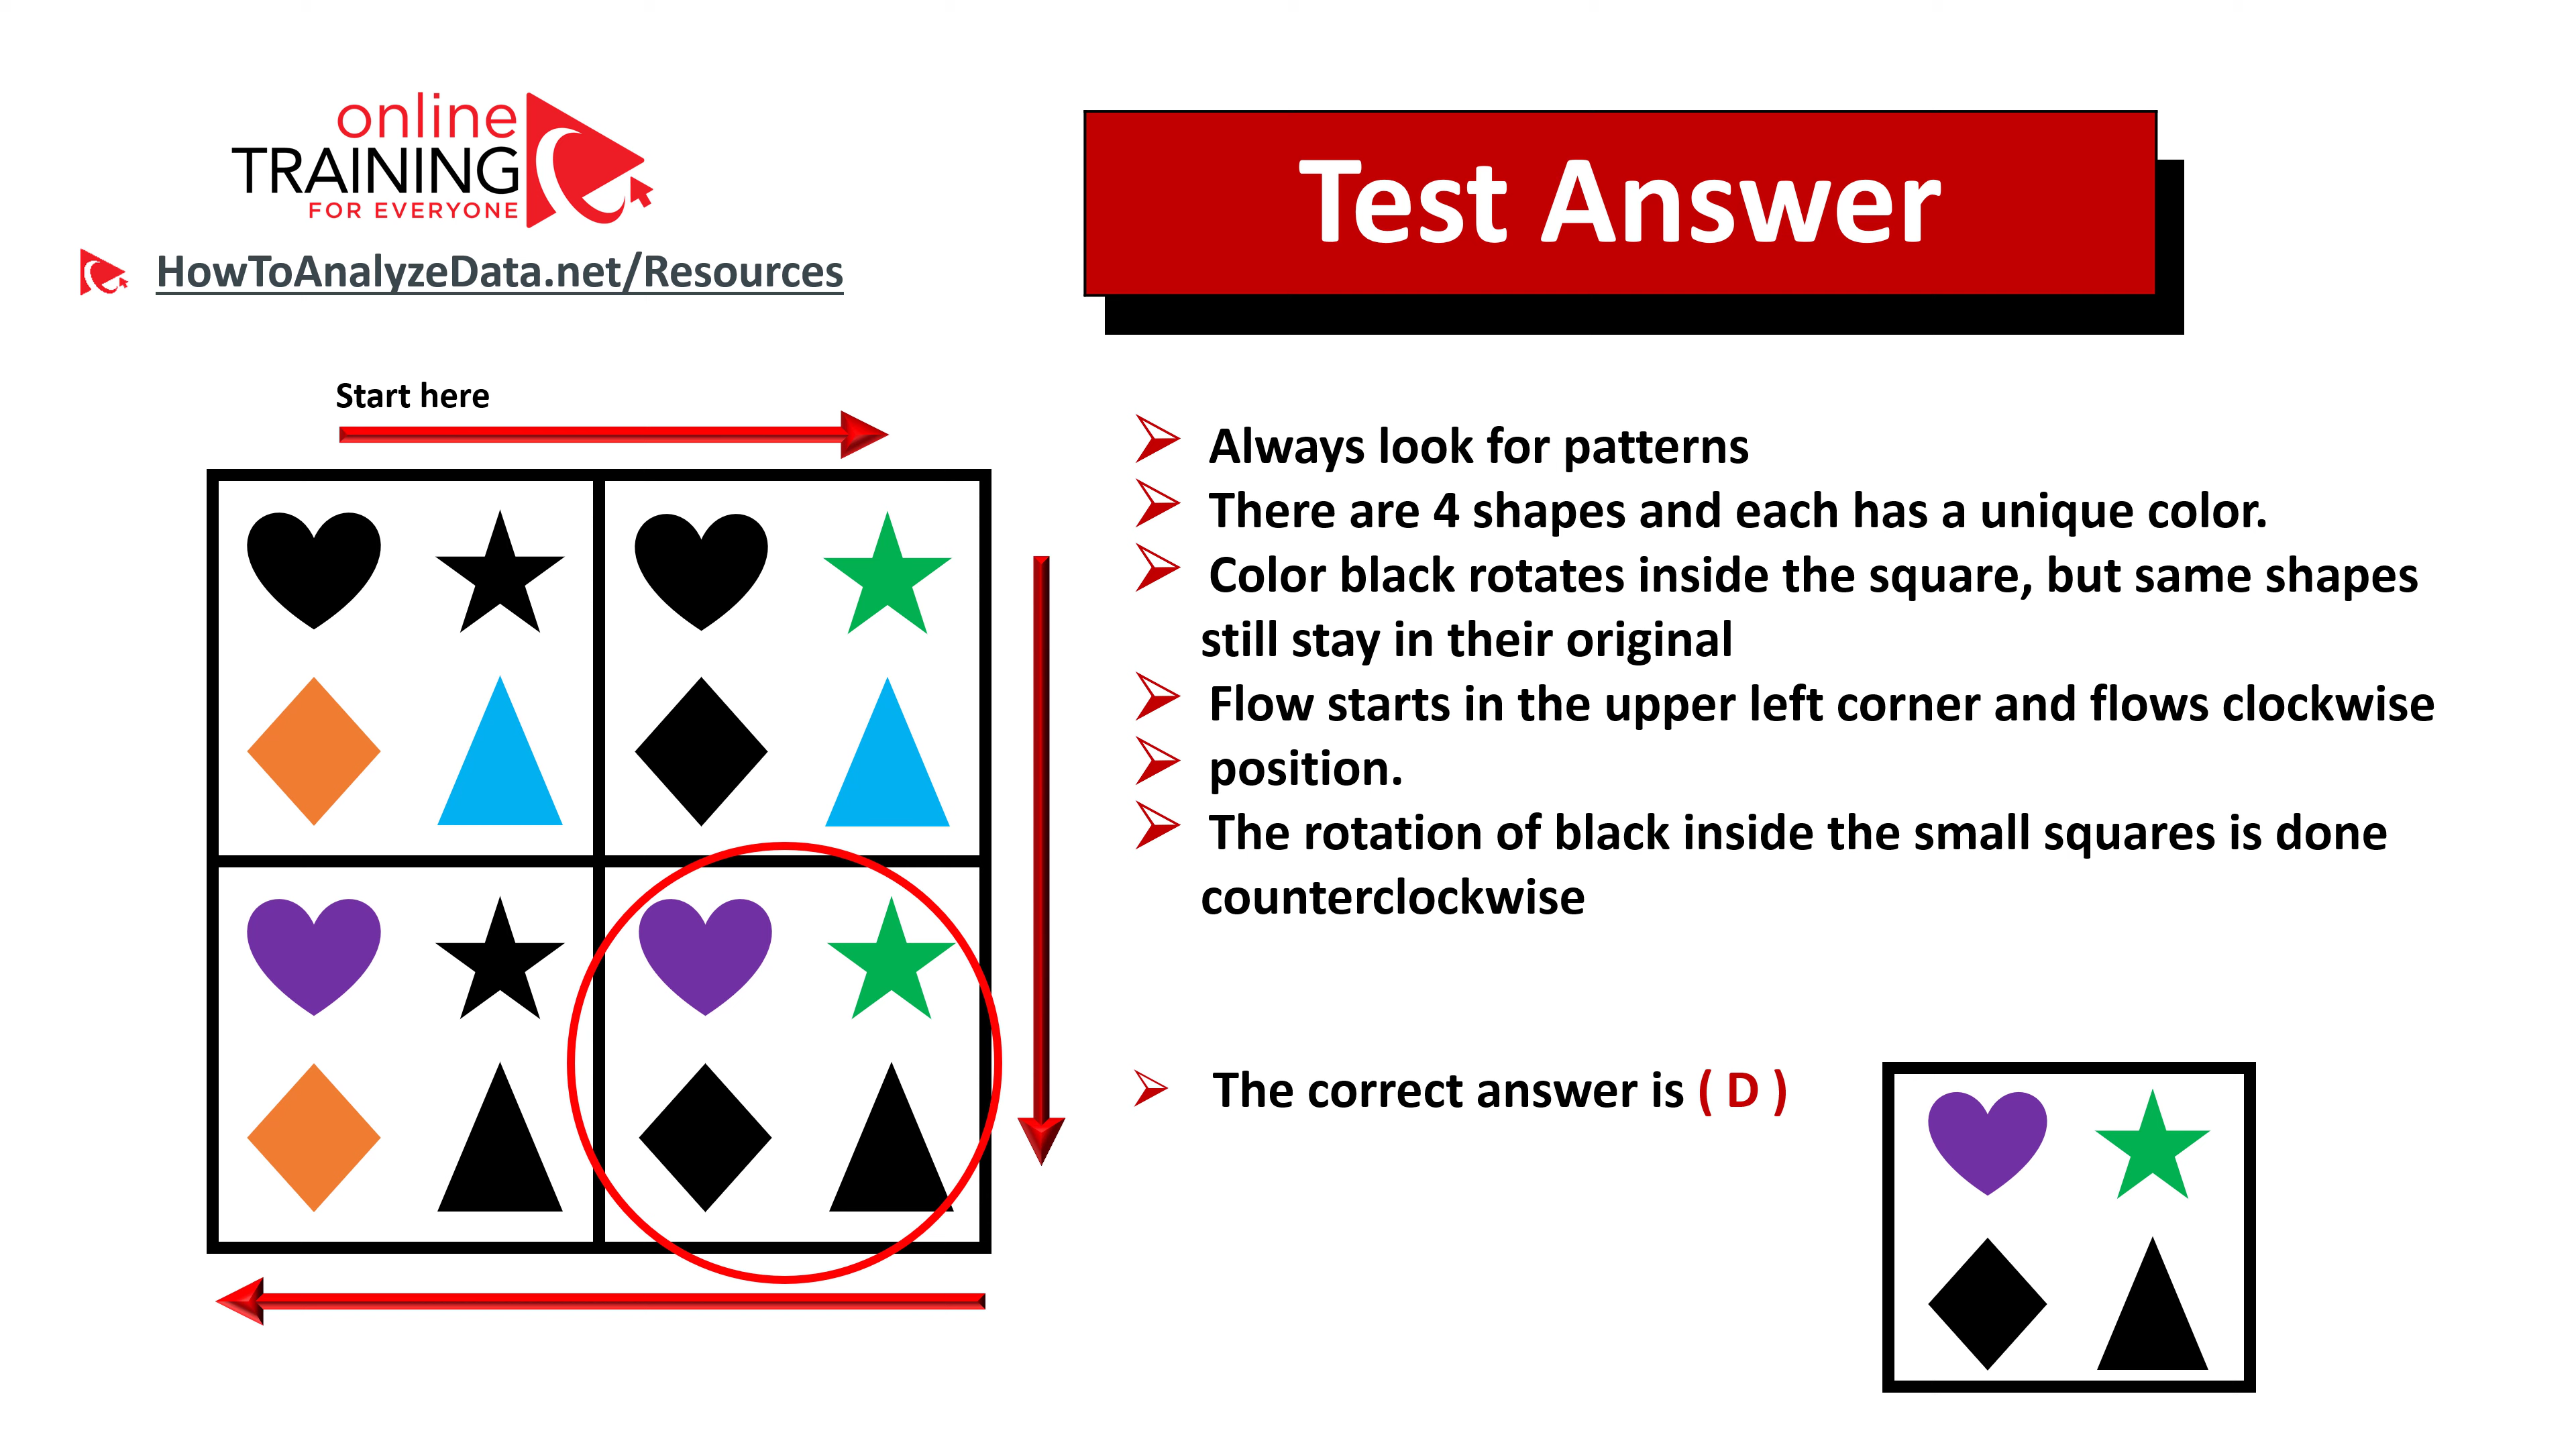 online
TRAINING
FOR EVERYONE
HowToAnalyzeData.net/Resources
Test Answer
Start here
Always look for patterns
There are 4 shapes and each has a unique color.
Color black rotates inside the square, but same shapes
still stay in their original
Flow starts in the upper left corner and flows clockwise
position.
The rotation of black inside the small squares is done
counterclockwise
The correct answer is ( D )